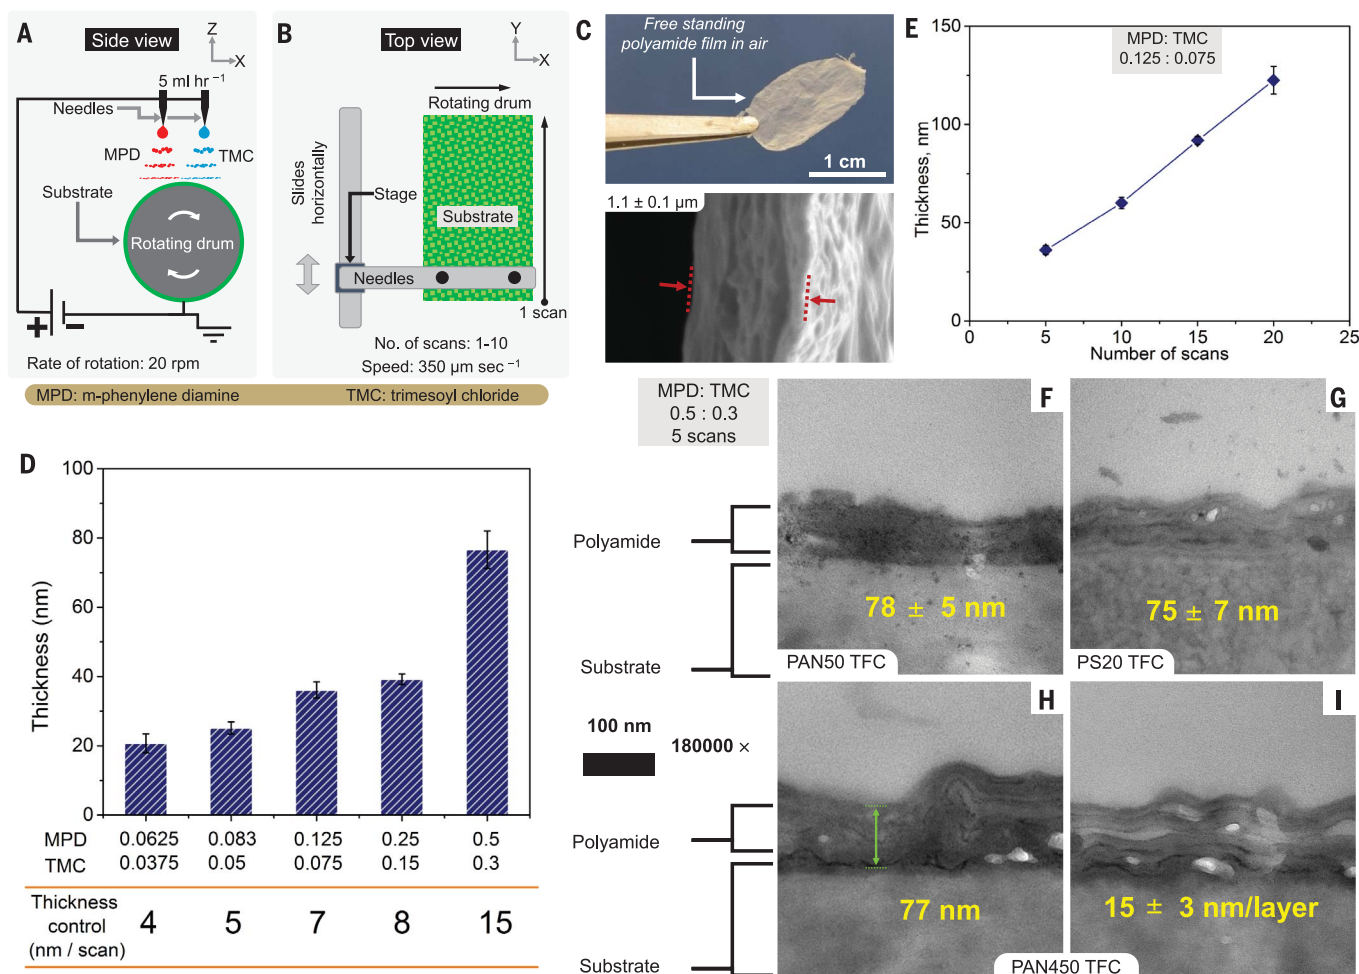 A
Side view
Z
X
5 ml hr⁻¹
Needles
MPD
TMC
Substrate
Rotating drum
+
−
Rate of rotation: 20 rpm
B
Top view
Y
X
Rotating drum
Slides
horizontally
Stage
Substrate
Needles
1 scan
No. of scans: 1-10
Speed: 350 µm sec⁻¹
MPD: m-phenylene diamine
TMC: trimesoyl chloride
C
Free standing
polyamide film in air
1 cm
1.1 ± 0.1 µm
E
150
100
50
0
Thickness, nm
MPD: TMC
0.125 : 0.075
0
5
10
15
20
25
Number of scans
D
100
80
60
40
20
0
Thickness (nm)
MPD 0.0625 0.083 0.125 0.25 0.5
TMC 0.0375 0.05 0.075 0.15 0.3
Thickness
control
(nm / scan)
4 5 7 8 15
MPD: TMC
0.5 : 0.3
5 scans
Polyamide
Substrate
100 nm
180000 ×
Polyamide
Substrate
F
78 ± 5 nm
PAN50 TFC
G
75 ± 7 nm
PS20 TFC
H
77 nm
I
15 ± 3 nm/layer
PAN450 TFC